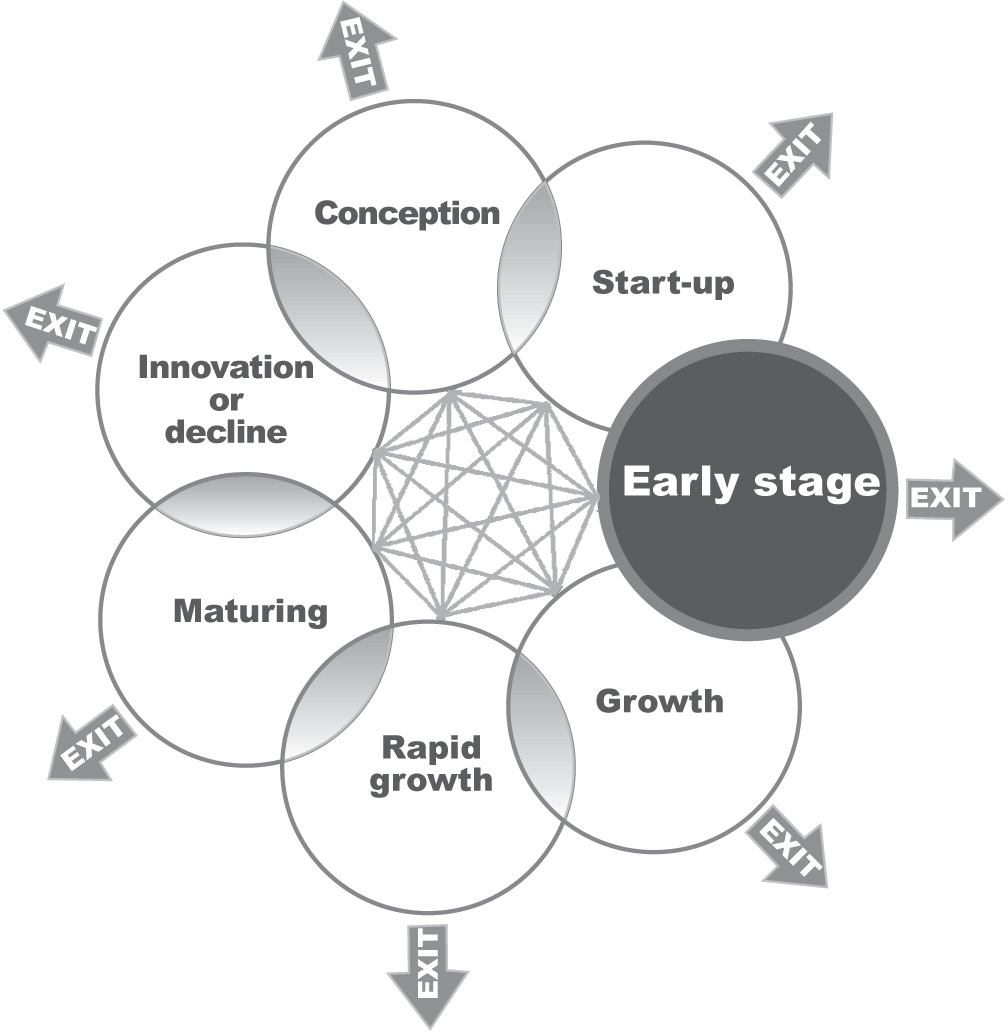 EXIT
Conception
EXIT
Start-up
EXIT
Innovation
or
decline
Early stage
EXIT
Maturing
Growth
EXIT
Rapid
growth
EXIT
EXIT